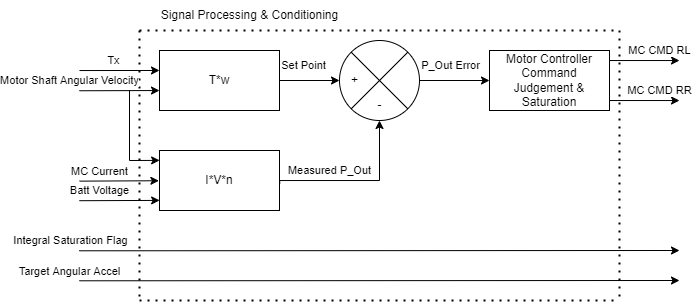 Signal Processing & Conditioning
Tx
Motor Shaft Angular Velocity
T*w
Set Point
+
-
P_Out Error
Motor Controller
Command
Judgement &
Saturation
MC CMD RL
MC CMD RR
MC Current
Batt Voltage
I*V*n
Measured P_Out
Integral Saturation Flag
Target Angular Accel